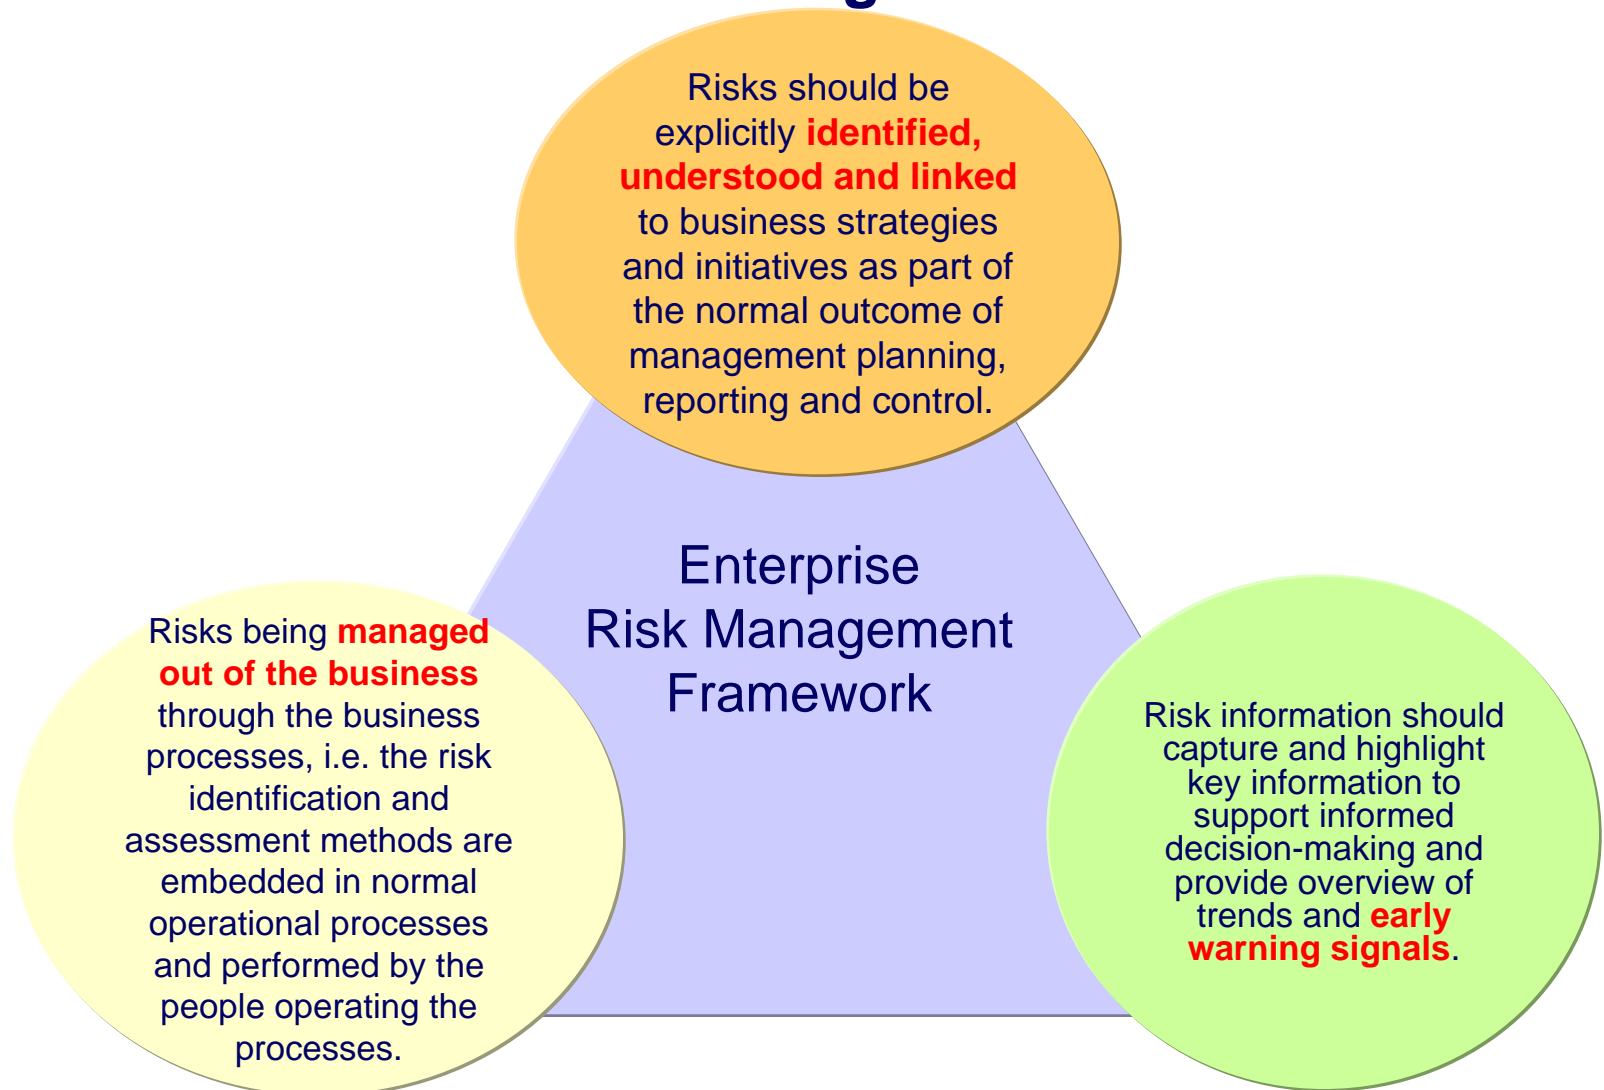 Risks should be
explicitly identified,
understood and linked
to business strategies
and initiatives as part of
the normal outcome of
management planning,
reporting and control.
Enterprise
Risk Management
Framework
Risks being managed
out of the business
through the business
processes, i.e. the risk
identification and
assessment methods are
embedded in normal
operational processes
and performed by the
people operating the
processes.
Risk information should
capture and highlight
key information to
support informed
decision-making and
provide overview of
trends and early
warning signals.